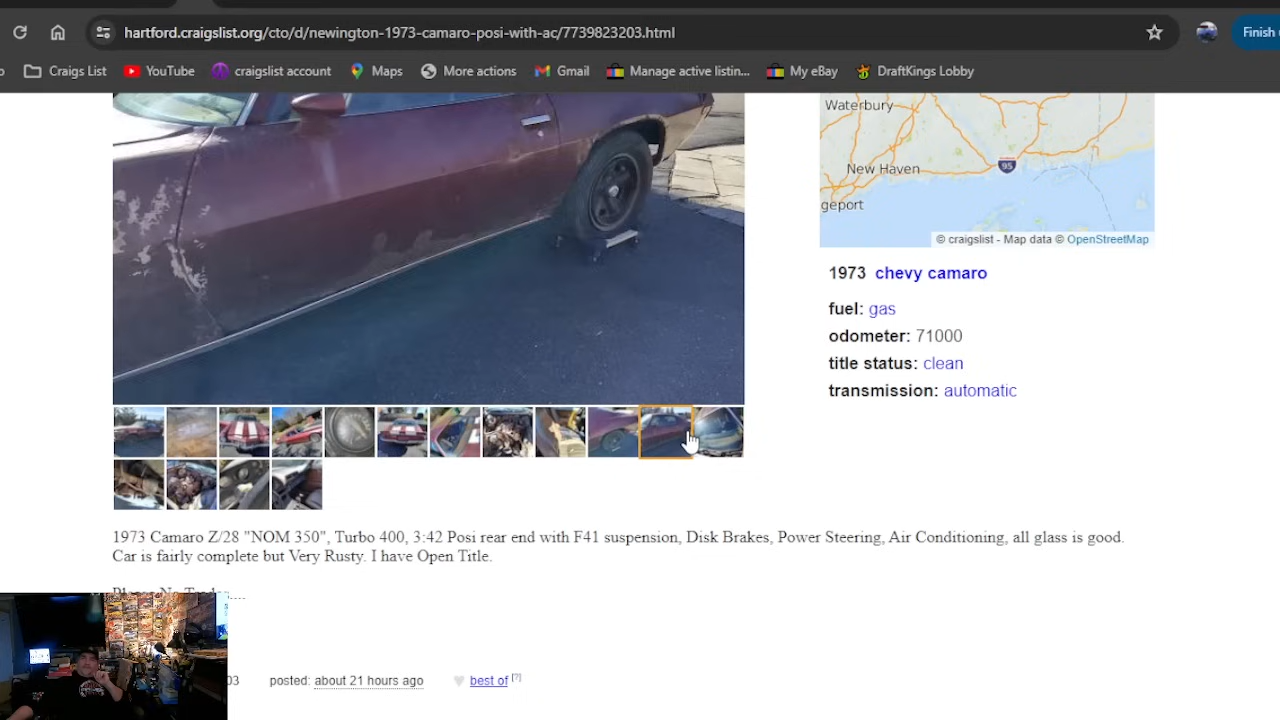 hartford.craigslist.org/cto/d/newington-1973-camaro-posi-with-ac/7739823203.html
Finish
Craigs List
YouTube
craigslist account
Maps
More actions
Gmail
Manage active listin...
My eBay
DraftKings Lobby
Waterbury
New Haven
95
geport
© craigslist - Map data © OpenStreetMap
1973 chevy camaro
fuel: gas
odometer: 71000
title status: clean
transmission: automatic
1973 Camaro Z/28 "NOM 350", Turbo 400, 3:42 Posi rear end with F41 suspension, Disk Brakes, Power Steering, Air Conditioning, all glass is good.
Car is fairly complete but Very Rusty. I have Open Title.
03 posted: about 21 hours ago best of [?]